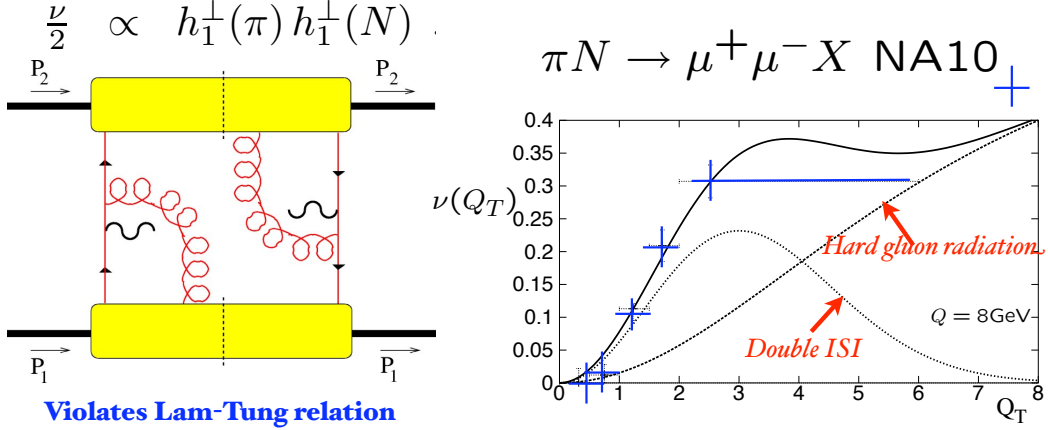 ν/2 ∝ h₁^⊥(π) h₁^⊥(N) .
P₂
P₂
P₁
P₁
Violates Lam-Tung relation
πN → μ⁺μ⁻X NA10
0.4
0.35
0.3
0.25
0.2
0.15
0.1
0.05
0
ν(Q_T)
Hard gluon radiation
Q = 8GeV
Double ISI
0 1 2 3 4 5 6 7 8
Q_T